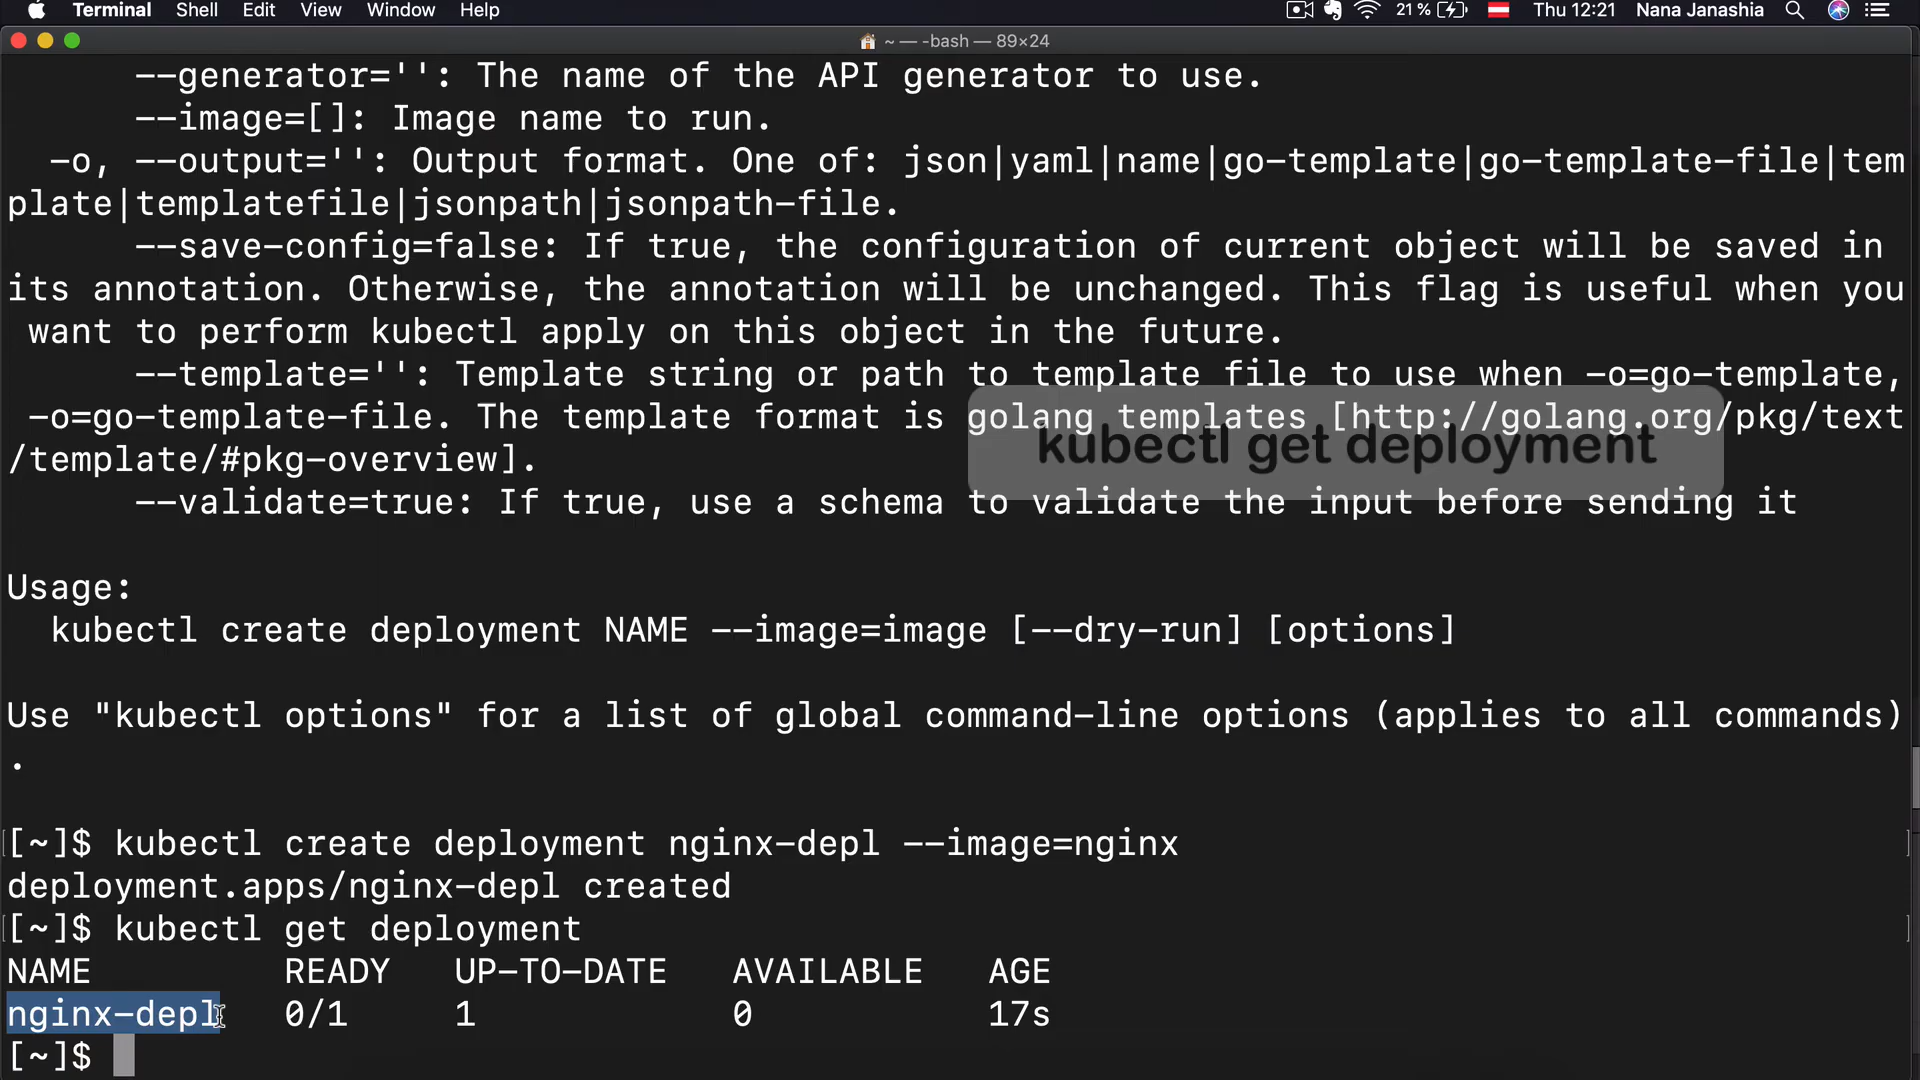 Terminal Shell Edit View Window Help 21% Thu 12:21 Nana Janashia
~ — -bash — 89×24
--generator='': The name of the API generator to use.
--image=[]: Image name to run.
-o, --output='': Output format. One of: json|yaml|name|go-template|go-template-file|tem
plate|templatefile|jsonpath|jsonpath-file.
--save-config=false: If true, the configuration of current object will be saved in
its annotation. Otherwise, the annotation will be unchanged. This flag is useful when you
want to perform kubectl apply on this object in the future.
--template='': Template string or path to template file to use when -o=go-template,
-o=go-template-file. The template format is golang templates [http://golang.org/pkg/text
kubectl get deployment
/template/#pkg-overview].
--validate=true: If true, use a schema to validate the input before sending it
Usage:
kubectl create deployment NAME --image=image [--dry-run] [options]
Use "kubectl options" for a list of global command-line options (applies to all commands)
.
[~]$ kubectl create deployment nginx-depl --image=nginx
deployment.apps/nginx-depl created
[~]$ kubectl get deployment
NAME READY UP-TO-DATE AVAILABLE AGE
nginx-depl 0/1 1 0 17s
[~]$